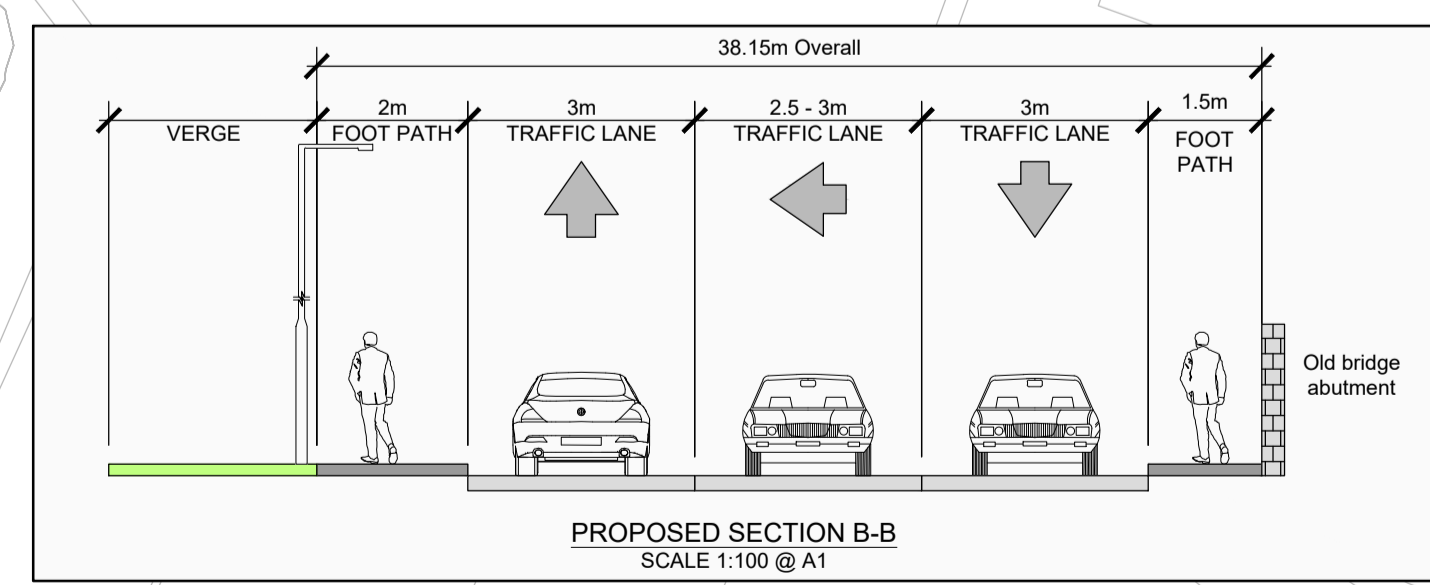 38.15m Overall
2m
3m
2.5 - 3m
3m
1.5m
VERGE
FOOT PATH
TRAFFIC LANE
TRAFFIC LANE
TRAFFIC LANE
FOOT
PATH
Old bridge
abutment
PROPOSED SECTION B-B
SCALE 1:100 @ A1